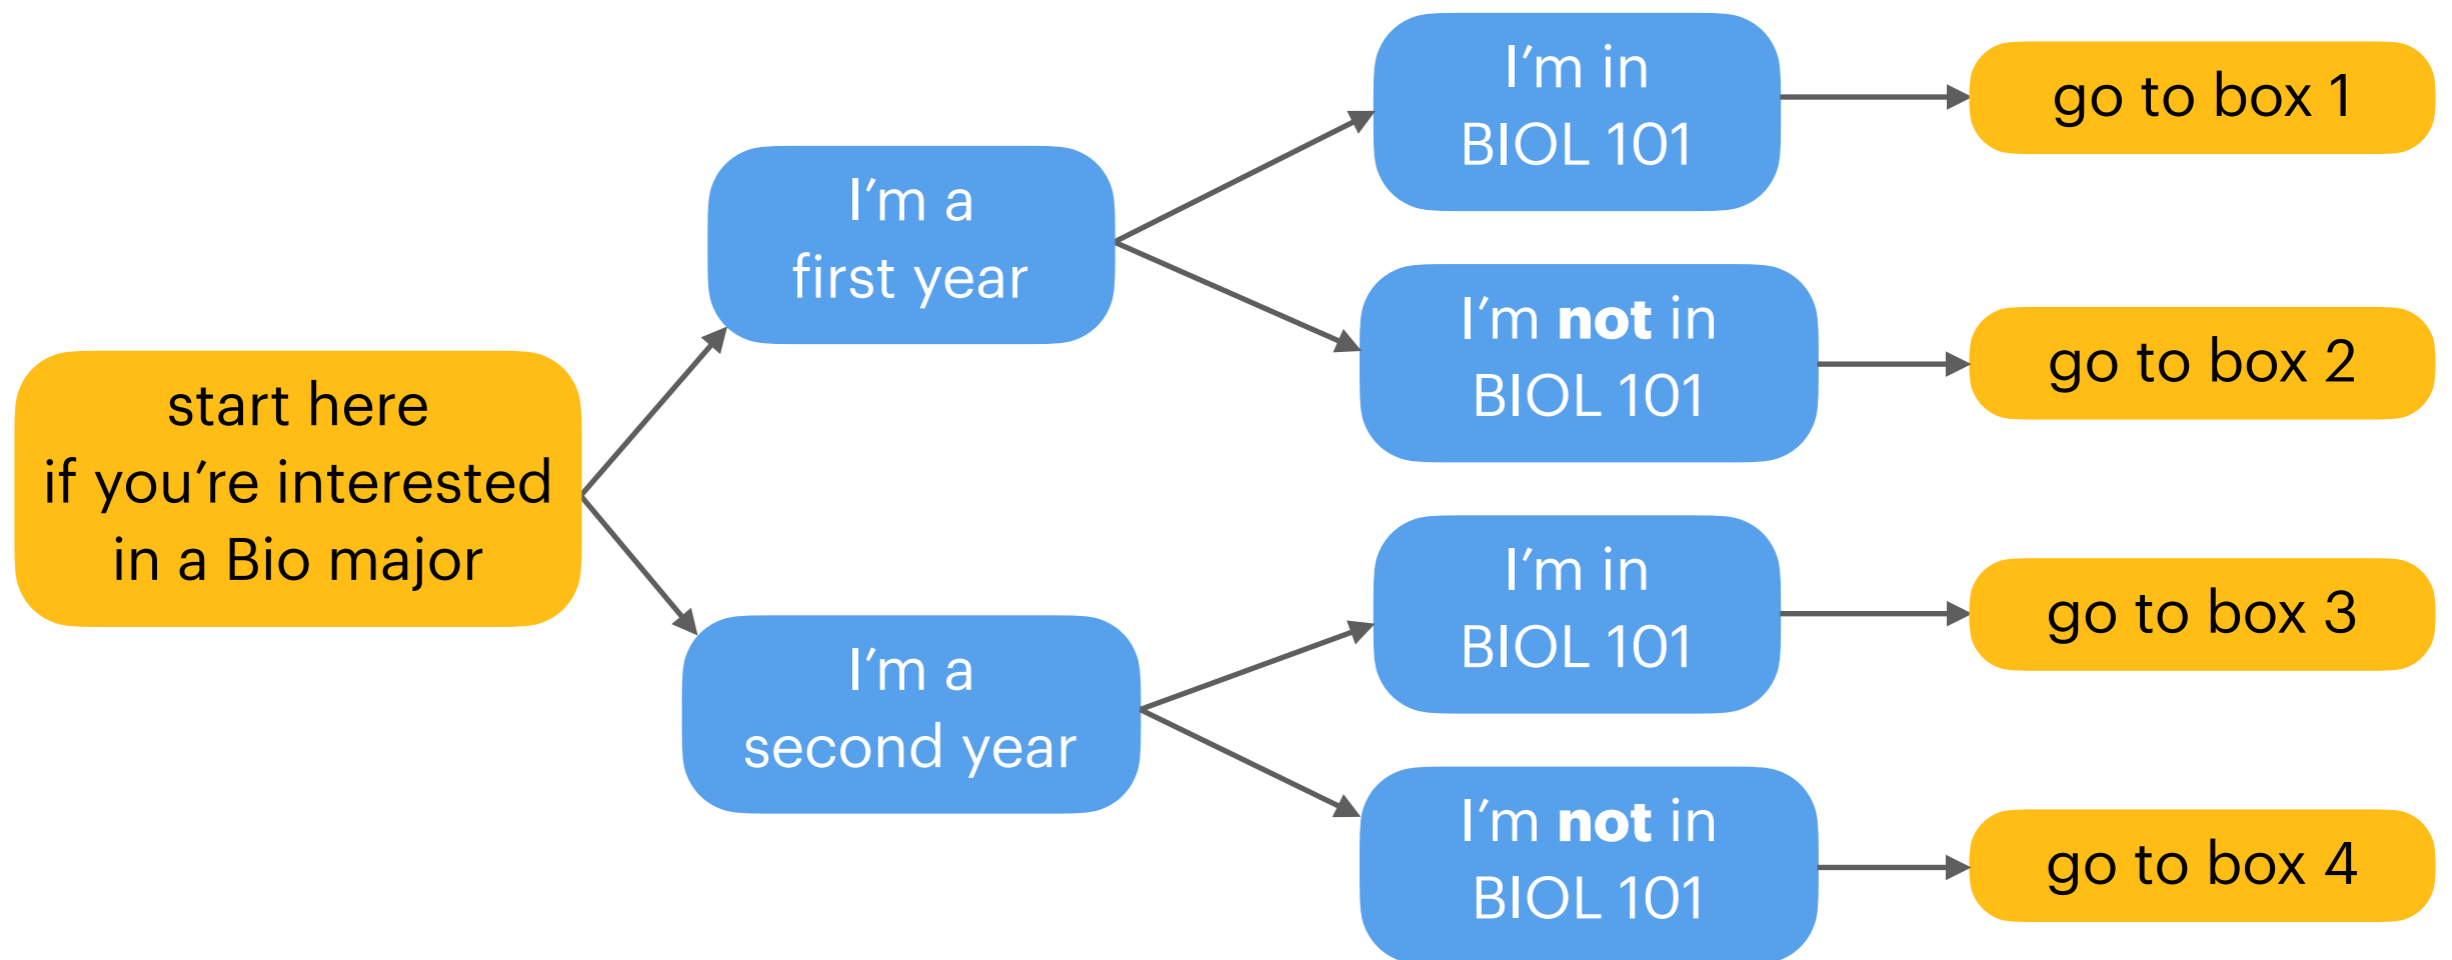 start here
if you’re interested
in a Bio major
I’m a
first year
I’m in
BIOL 101
go to box 1
I’m not in
BIOL 101
go to box 2
I’m a
second year
I’m in
BIOL 101
go to box 3
I’m not in
BIOL 101
go to box 4